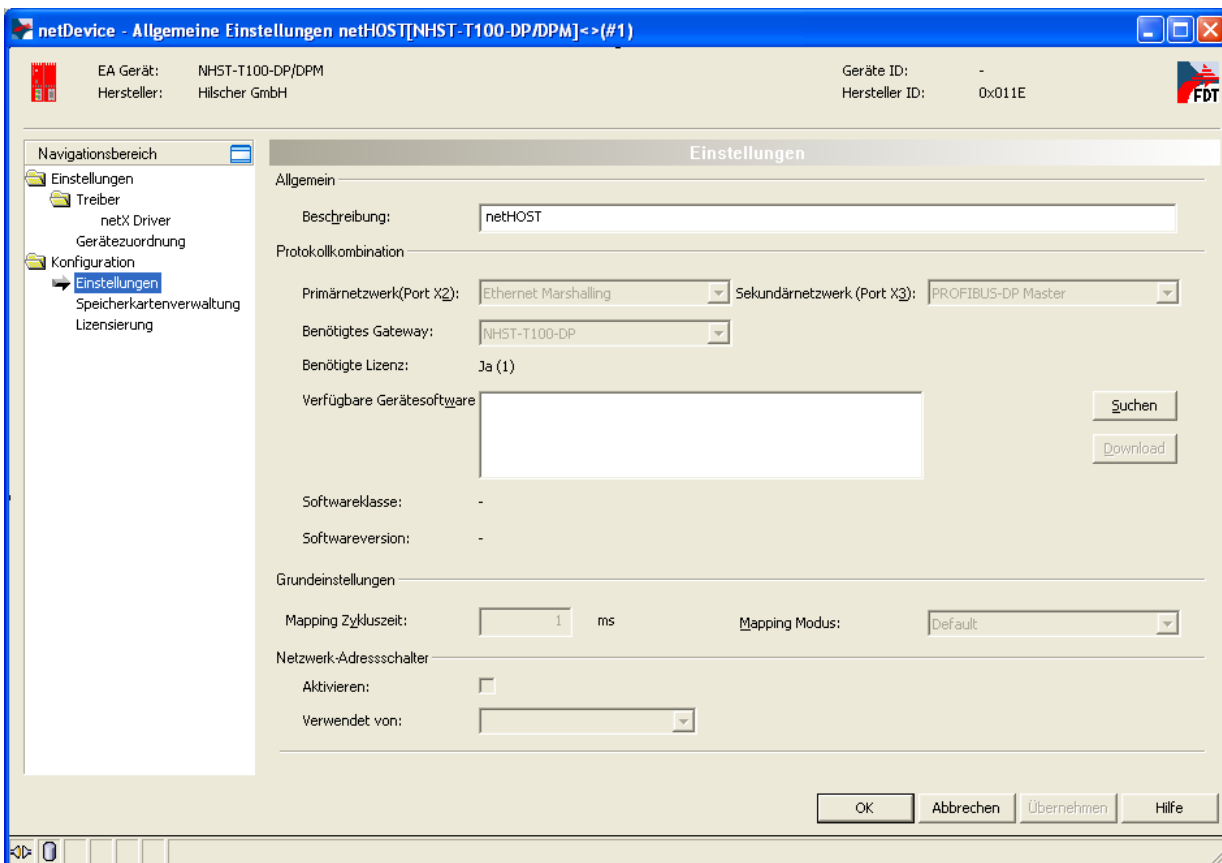 netDevice - Allgemeine Einstellungen netHOST[NHST-T100-DP/DPM]<>(#1)
EA Gerät: NHST-T100-DP/DPM Geräte ID: -
Hersteller: Hilscher GmbH Hersteller ID: 0x011E
FDT
Navigationsbereich
Einstellungen
Treiber
netX Driver
Gerätezuordnung
Konfiguration
Einstellungen
Speicherkartenverwaltung
Lizensierung
Einstellungen
Allgemein
Beschreibung: netHOST
Protokollkombination
Primärnetzwerk(Port X2): Ethernet Marshalling Sekundärnetzwerk (Port X3): PROFIBUS-DP Master
Benötigtes Gateway: NHST-T100-DP
Benötigte Lizenz: Ja (1)
Verfügbare Gerätesoftware Suchen
Download
Softwareklasse: -
Softwareversion: -
Grundeinstellungen
Mapping Zykluszeit: 1 ms Mapping Modus: Default
Netzwerk-Adressschalter
Aktivieren:
Verwendet von:
OK Abbrechen Übernehmen Hilfe